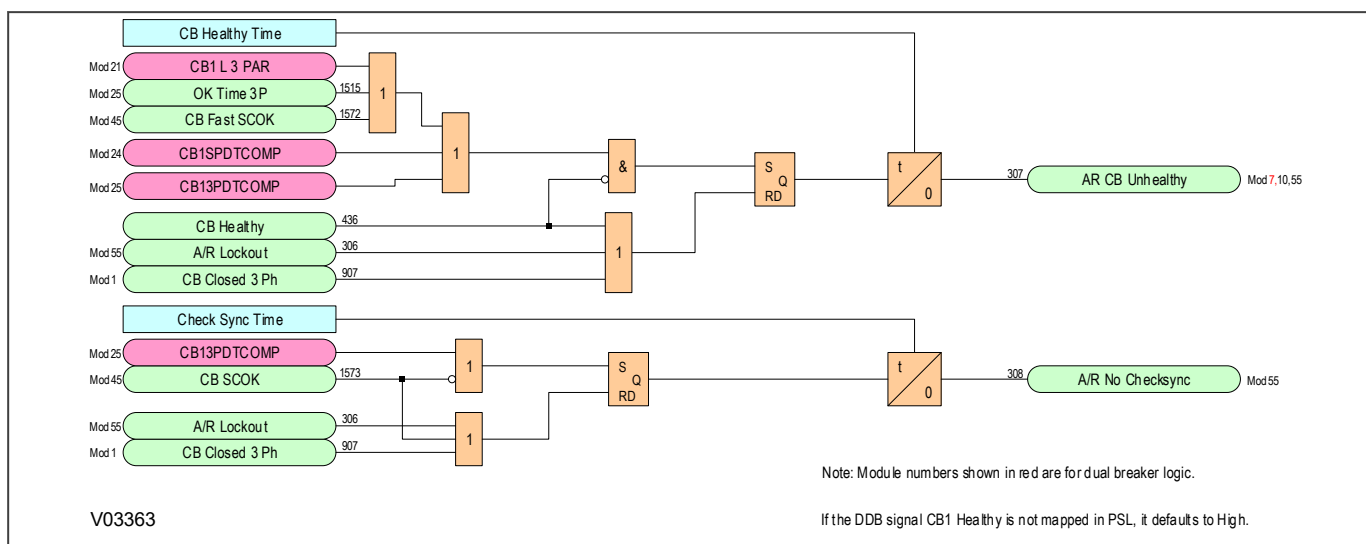 CB Healthy Time
Mod 21 CB1 L 3 PAR
Mod 25 OK Time 3P 1515
1
Mod 45 CB Fast SCOK 1572
1
Mod 24 CB1SPDTCOMP
&
S
Q
RD
t
0
307 AR CB Unhealthy Mod 7,10,55
Mod 25 CB13PDTCOMP
CB Healthy 436
Mod 55 A/R Lockout 306
1
Mod 1 CB Closed 3 Ph 907
Check Sync Time
Mod 25 CB13PDTCOMP
1
S
Q
RD
t
0
308 A/R No Checksync Mod 55
Mod 45 CB SCOK 1573
Mod 55 A/R Lockout 306
1
Mod 1 CB Closed 3 Ph 907
Note: Module numbers shown in red are for dual breaker logic.
V03363
If the DDB signal CB1 Healthy is not mapped in PSL, it defaults to High.